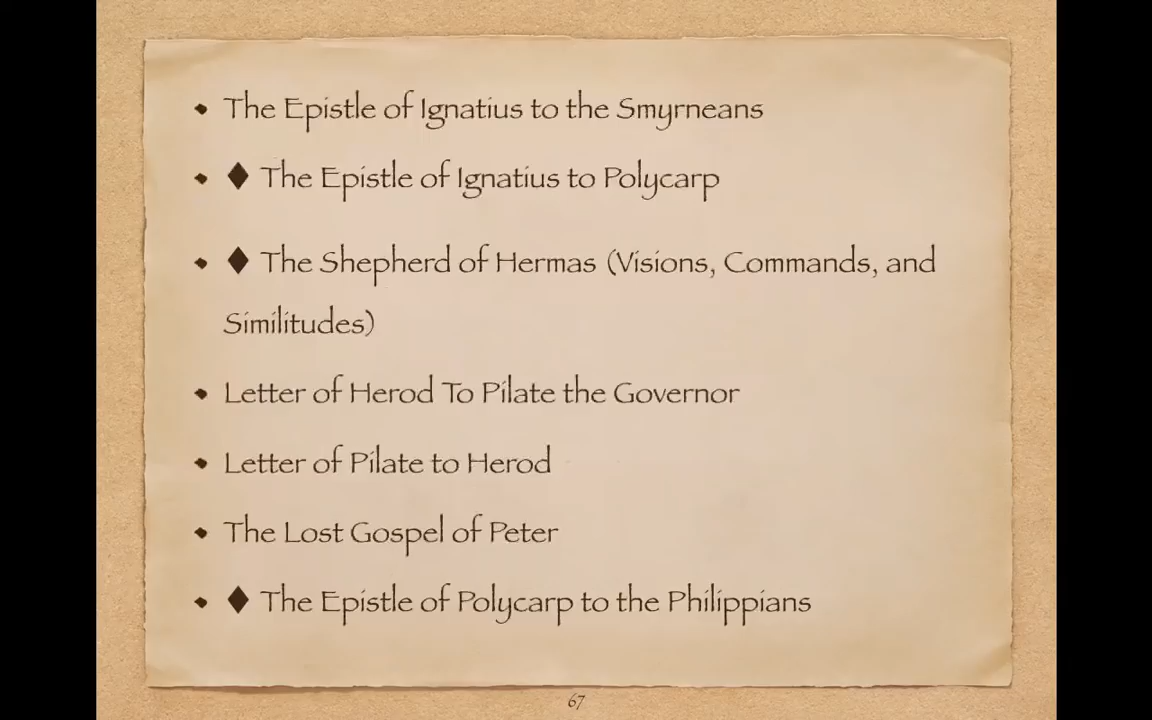 • The Epistle of Ignatius to the Smyrneans
• ♦ The Epistle of Ignatius to Polycarp
• ♦ The Shepherd of Hermas (Visions, Commands, and
Similitudes)
• Letter of Herod To Pilate the Governor
• Letter of Pilate to Herod
• The Lost Gospel of Peter
• ♦ The Epistle of Polycarp to the Philippians
67